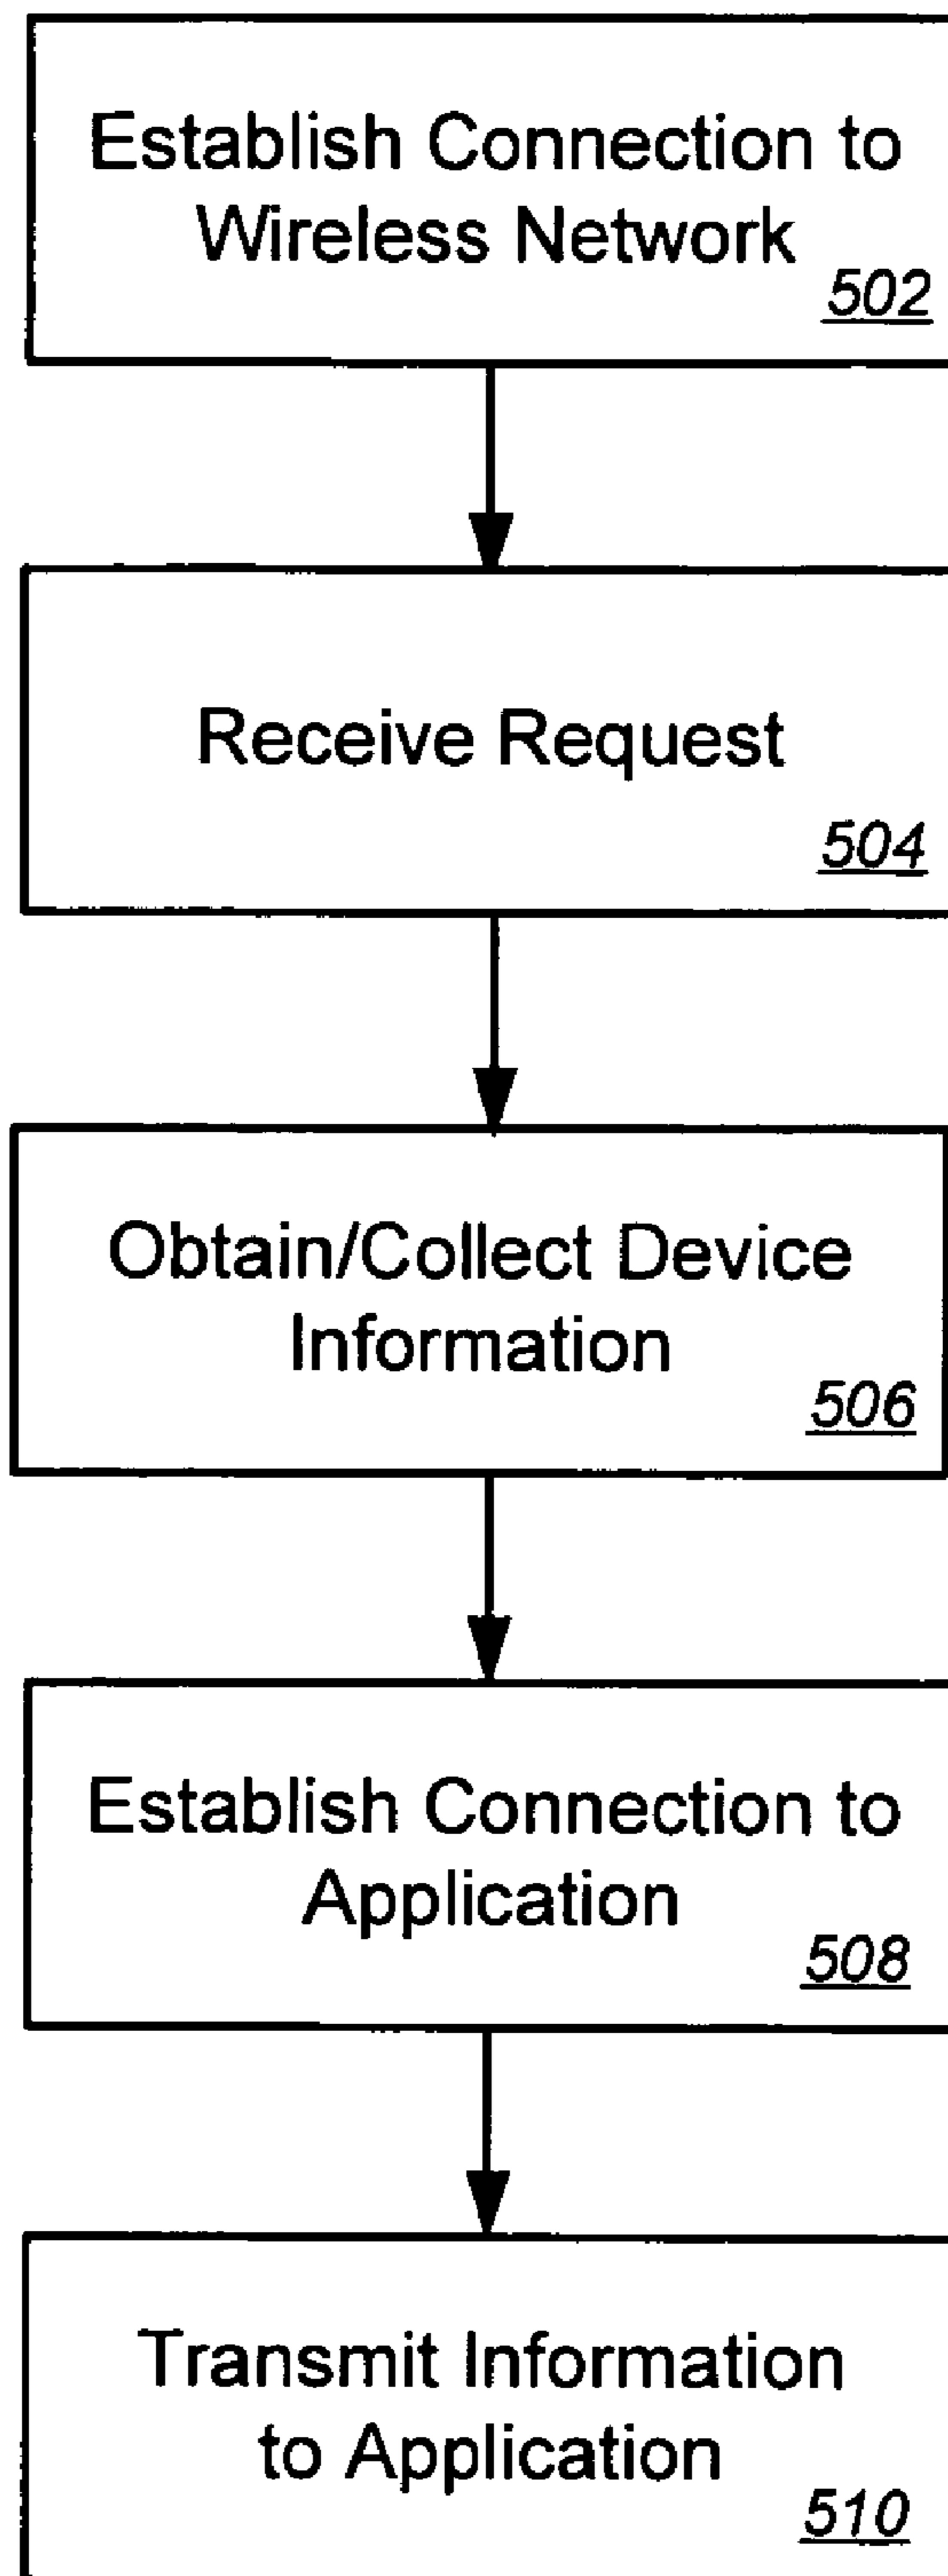 Establish Connection to
Wireless Network
502
Receive Request
504
Obtain/Collect Device
Information
506
Establish Connection to
Application
508
Transmit Information
to Application
510